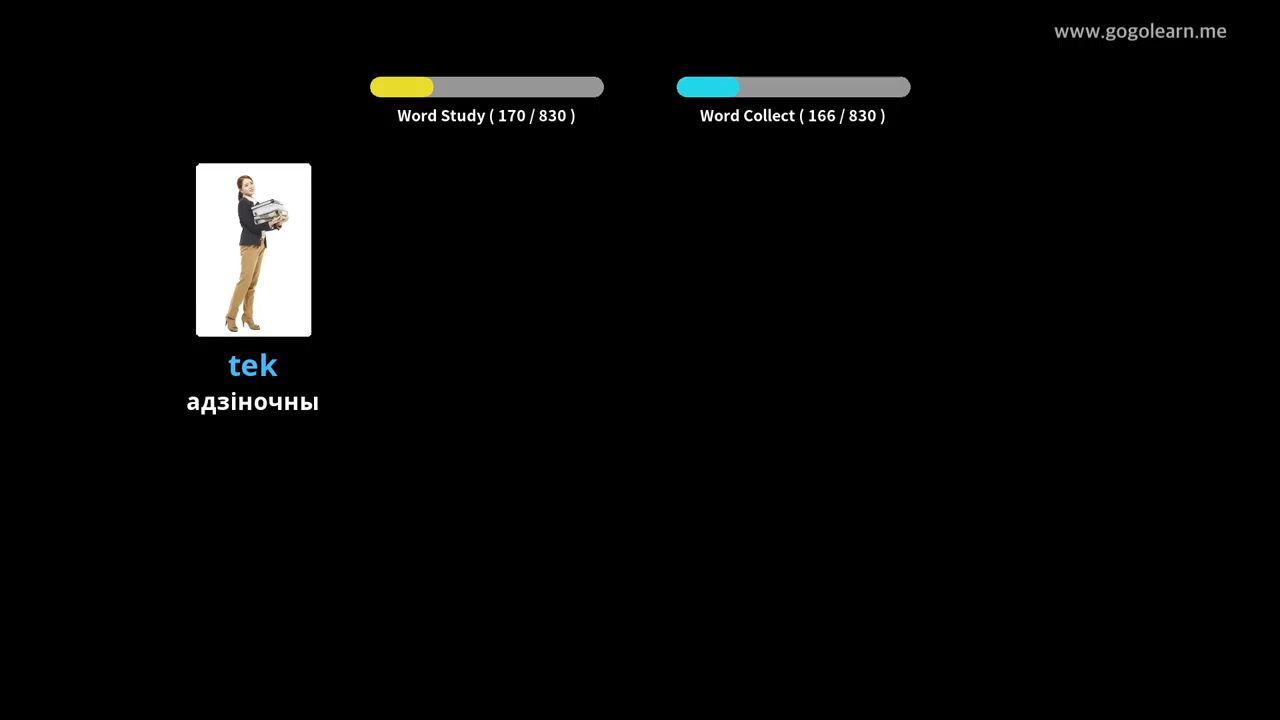 www.gogolearn.me
Word Study ( 170 / 830 )
Word Collect ( 166 / 830 )
tek
адзіночны